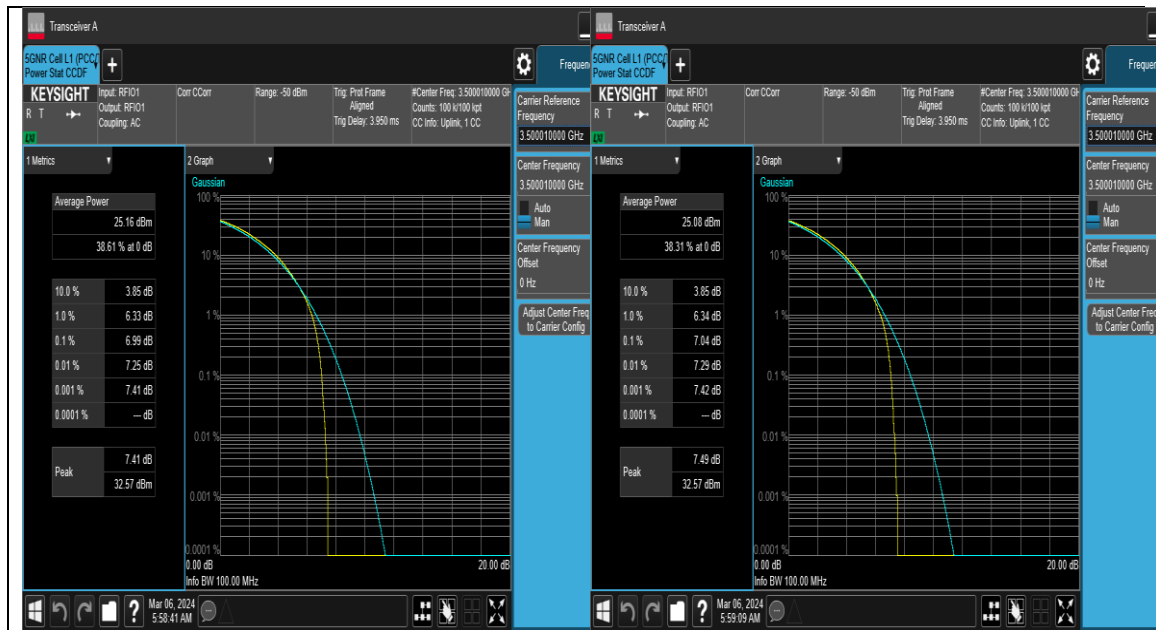 Transceiver A
5GNR Cell L1 (PCC/
Power Stat CCDF
+
Frequen
KEYSIGHT
R T
LXI
Input: RFIO1
Output: RFIO1
Coupling: AC
Corr CCorr
Range: -50 dBm
Trig: Prot Frame
Aligned
Trig Delay: 3.950 ms
#Center Freq: 3.500010000 GH
Counts: 100 k/100 kpt
CC Info: Uplink, 1 CC
Carrier Reference
Frequency
3.500010000 GHz
Center Frequency
3.500010000 GHz
Auto
Man
Center Frequency
Offset
0 Hz
Adjust Center Freq
to Carrier Config
1 Metrics
Average Power
25.16 dBm
38.61 % at 0 dB
10.0 % 3.85 dB
1.0 % 6.33 dB
0.1 % 6.99 dB
0.01 % 7.25 dB
0.001 % 7.41 dB
0.0001 % --- dB
Peak
7.41 dB
32.57 dBm
2 Graph
Gaussian
100 %
10 %
1 %
0.1 %
0.01 %
0.001 %
0.0001 %
0.00 dB 20.00 dB
Info BW 100.00 MHz
?
Mar 06, 2024
5:58:41 AM
Transceiver A
5GNR Cell L1 (PCC/
Power Stat CCDF
+
Frequen
KEYSIGHT
R T
LXI
Input: RFIO1
Output: RFIO1
Coupling: AC
Corr CCorr
Range: -50 dBm
Trig: Prot Frame
Aligned
Trig Delay: 3.950 ms
#Center Freq: 3.500010000 GH
Counts: 100 k/100 kpt
CC Info: Uplink, 1 CC
Carrier Reference
Frequency
3.500010000 GHz
Center Frequency
3.500010000 GHz
Auto
Man
Center Frequency
Offset
0 Hz
Adjust Center Freq
to Carrier Config
1 Metrics
Average Power
25.08 dBm
38.31 % at 0 dB
10.0 % 3.85 dB
1.0 % 6.34 dB
0.1 % 7.04 dB
0.01 % 7.29 dB
0.001 % 7.42 dB
0.0001 % --- dB
Peak
7.49 dB
32.57 dBm
2 Graph
Gaussian
100 %
10 %
1 %
0.1 %
0.01 %
0.001 %
0.0001 %
0.00 dB 20.00 dB
Info BW 100.00 MHz
?
Mar 06, 2024
5:59:09 AM